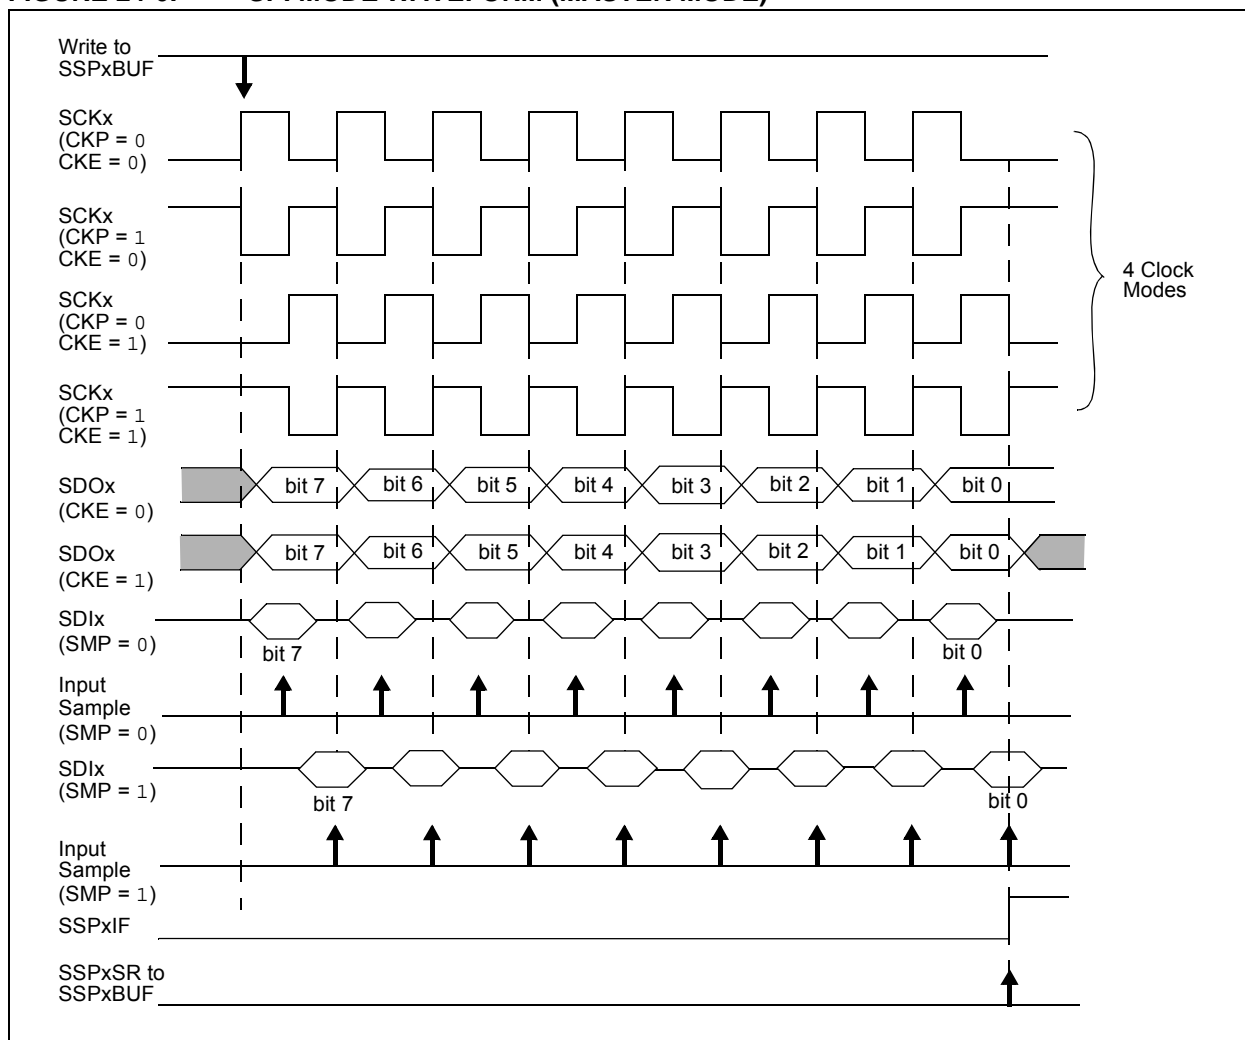 Write to
SSPxBUF
SCKx
(CKP = 0
CKE = 0)
SCKx
(CKP = 1
CKE = 0)
4 Clock
Modes
SCKx
(CKP = 0
CKE = 1)
SCKx
(CKP = 1
CKE = 1)
SDOx
(CKE = 0)
bit 7 bit 6 bit 5 bit 4 bit 3 bit 2 bit 1 bit 0
SDOx
(CKE = 1)
bit 7 bit 6 bit 5 bit 4 bit 3 bit 2 bit 1 bit 0
SDIx
(SMP = 0)
bit 7 bit 0
Input
Sample
(SMP = 0)
SDIx
(SMP = 1)
bit 7 bit 0
Input
Sample
(SMP = 1)
SSPxIF
SSPxSR to
SSPxBUF